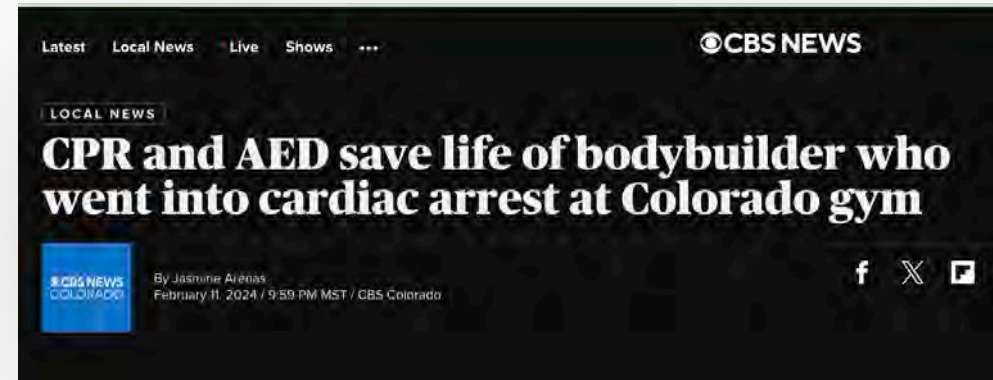 Latest Local News Live Shows •••
CBS NEWS
LOCAL NEWS
CPR and AED save life of bodybuilder who
went into cardiac arrest at Colorado gym
CBS NEWS
COLORADO
By Jasmine Arenas
February 11, 2024 / 9:59 PM MST / CBS Colorado
f X